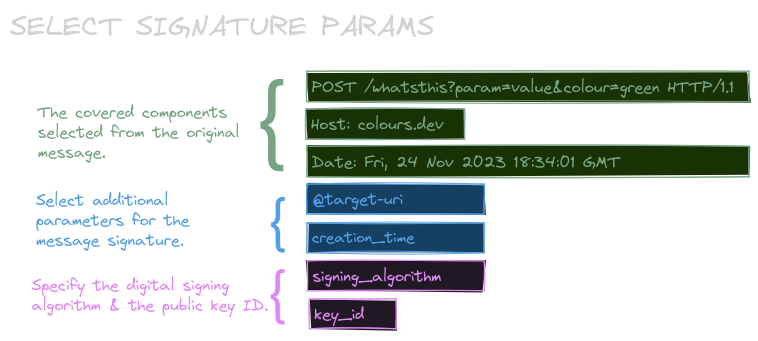 SELECT SIGNATURE PARAMS
The covered components
selected from the original
message.
POST /whatsthis?param=value&colour=green HTTP/1.1
Host: colours.dev
Date: Fri, 24 Nov 2023 18:34:01 GMT
Select additional
parameters for the
message signature.
@target-uri
creation_time
Specify the digital signing
algorithm & the public key ID.
signing_algorithm
key_id